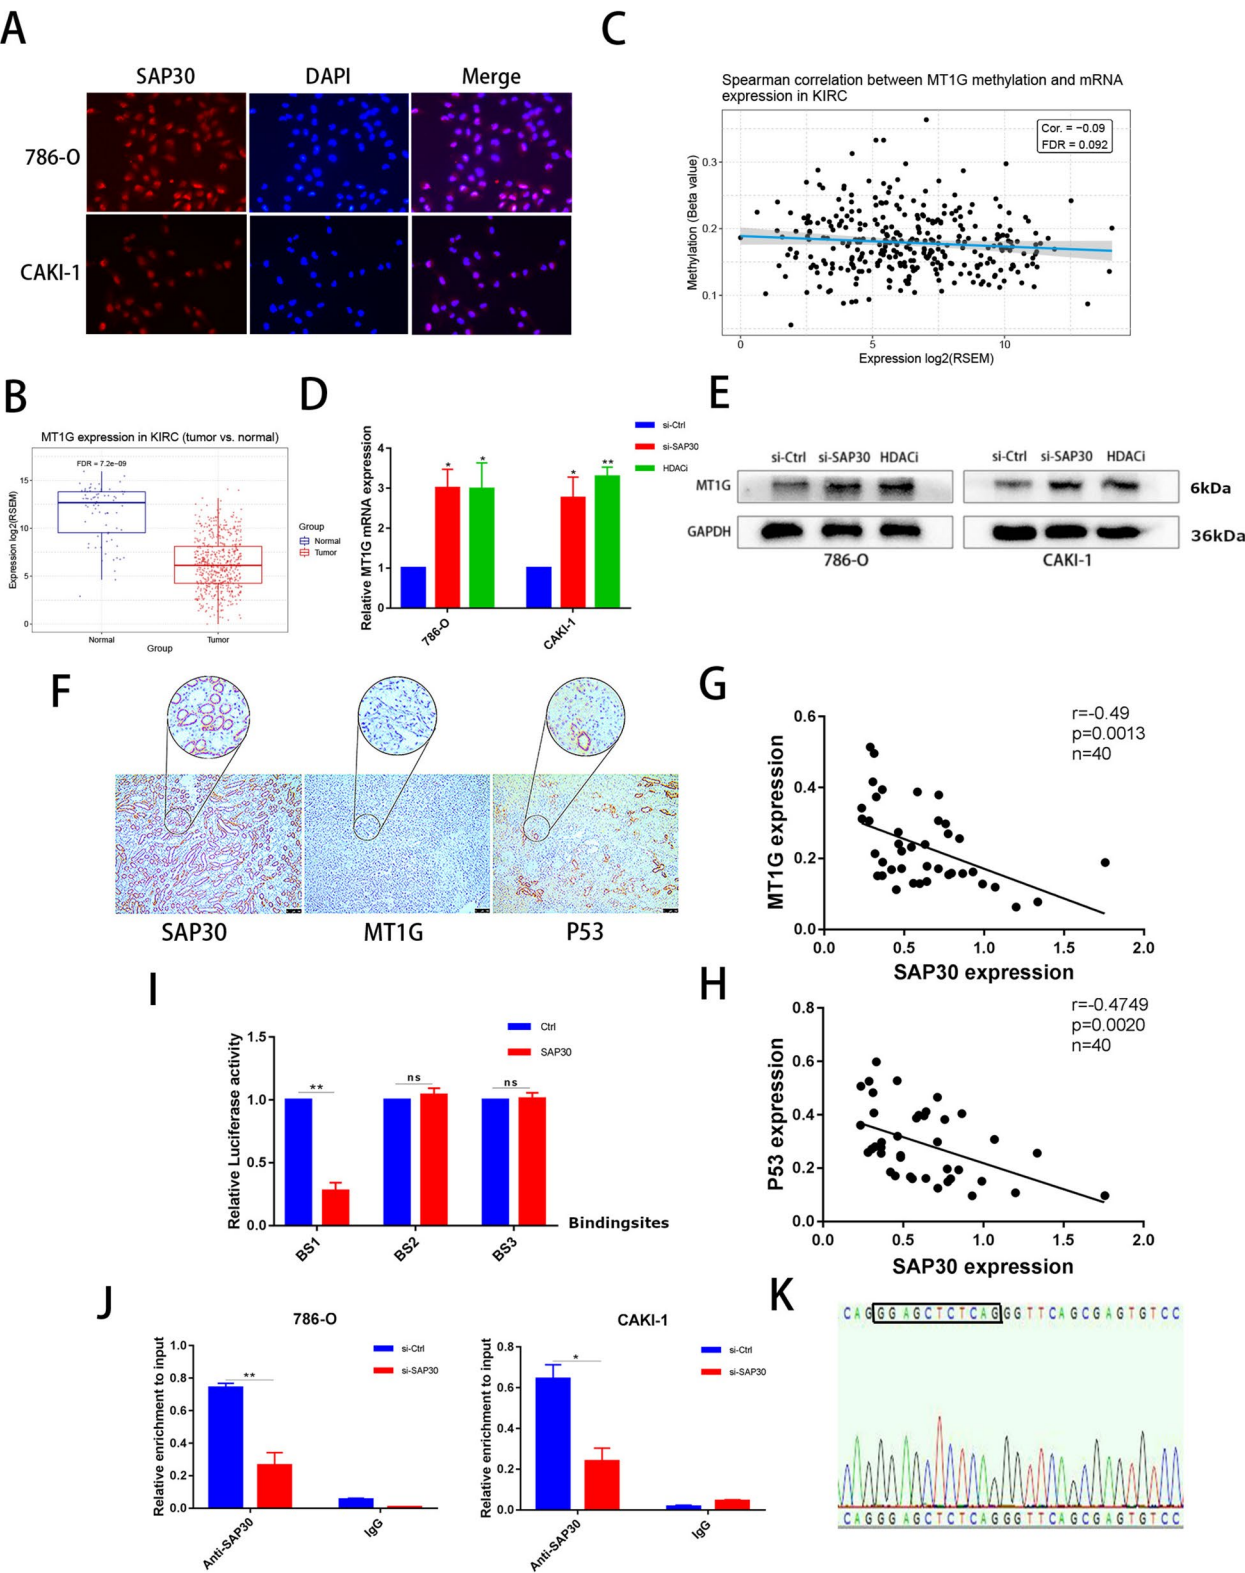 A
SAP30 DAPI Merge
786-O
CAKI-1
C
Spearman correlation between MT1G methylation and mRNA
expression in KIRC
Cor. = −0.09
FDR = 0.092
Methylation (Beta value)
0.3
0.2
0.1
0 5 10
Expression log2(RSEM)
B
MT1G expression in KIRC (tumor vs. normal)
FDR = 7.2e−09
Expression log2(RSEM)
15
10
5
0
Normal Tumor
Group
Group
Normal
Tumor
D
Relative MT1G mRNA expression
4
3
2
1
0
* * * **
786-O CAKI-1
si-Ctrl
si-SAP30
HDACi
E
si-Ctrl si-SAP30 HDACi si-Ctrl si-SAP30 HDACi
MT1G 6kDa
GAPDH 36kDa
786-O CAKI-1
F
SAP30 MT1G P53
G
r=-0.49
p=0.0013
n=40
MT1G expression
0.6
0.4
0.2
0.0
0.0 0.5 1.0 1.5 2.0
SAP30 expression
H
r=-0.4749
p=0.0020
n=40
P53 expression
0.8
0.6
0.4
0.2
0.0
0.0 0.5 1.0 1.5 2.0
SAP30 expression
I
Ctrl
SAP30
Relative Luciferase activity
1.5
1.0
0.5
0.0
** ns ns
BS1 BS2 BS3
Bindingsites
J
786-O
si-Ctrl
si-SAP30
Relative enrichment to input
1.0
0.8
0.6
0.4
0.2
0.0
**
Anti-SAP30 IgG
CAKI-1
si-Ctrl
si-SAP30
Relative enrichment to input
0.8
0.6
0.4
0.2
0.0
*
Anti-SAP30 IgG
K
CAGGGAGCTCTCAGGGTTCAGCGAGTGTCC
CAGGGAGCTCTCAGGGTTCAGCGAGTGTCC